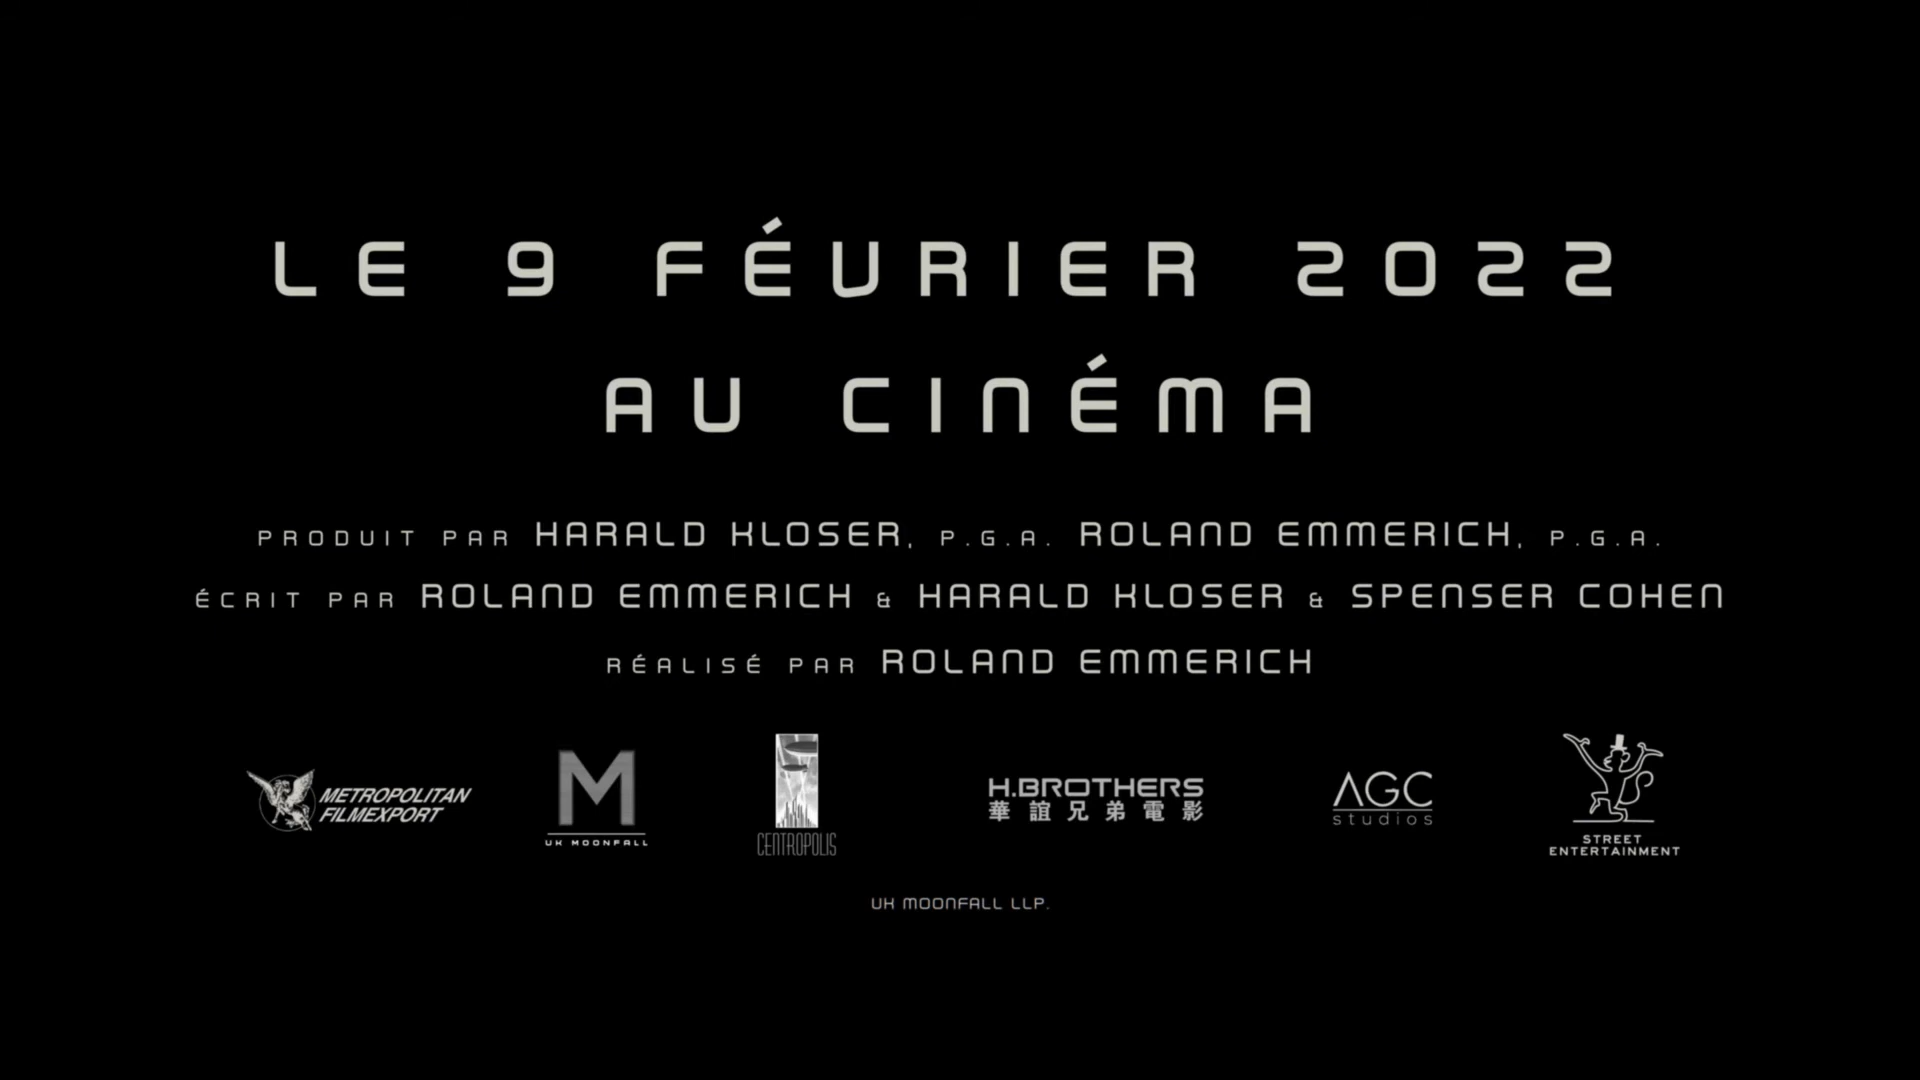 LE 9 FÉVRIER 2022
AU CINÉMA
PRODUIT PAR HARALD KLOSER, P.G.A. ROLAND EMMERICH, P.G.A.
ÉCRIT PAR ROLAND EMMERICH & HARALD KLOSER & SPENSER COHEN
RÉALISÉ PAR ROLAND EMMERICH
METROPOLITAN
FILMEXPORT
M
UK MOONFALL
CENTROPOLIS
H.BROTHERS
華誼兄弟電影
AGC
studios
STREET
ENTERTAINMENT
UK MOONFALL LLP.